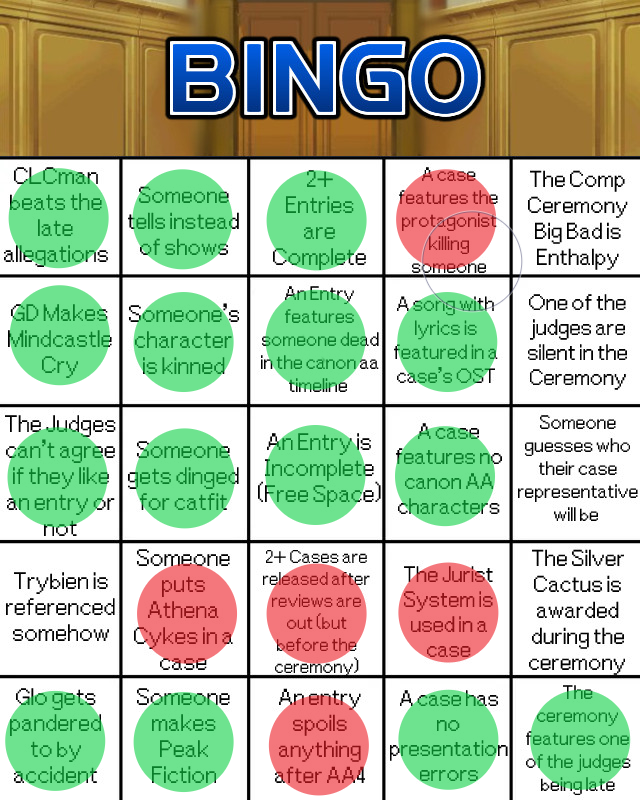 BINGO
CLCman
beats the
late
allegations
Someone
tells instead
of shows
2+
Entries
are
Complete
A case
features the
protagonist
killing
someone
The Comp
Ceremony
Big Bad is
Enthalpy
GD Makes
Mindcastle
Cry
Someone's
character
is kinned
An Entry
features
someone dead
in the canon aa
timeline
A song with
lyrics is
featured in a
case's OST
One of the
judges are
silent in the
Ceremony
The Judges
can't agree
if they like
an entry or
not
Someone
gets dinged
for catfit
An Entry is
Incomplete
(Free Space)
A case
features no
canon AA
characters
Someone
guesses who
their case
representative
will be
Trybien is
referenced
somehow
Someone
puts
Athena
Cykes in a
case
2+ Cases are
released after
reviews are
out (but
before the
ceremony)
The Jurist
System is
used in a
case
The Silver
Cactus is
awarded
during the
ceremony
Glo gets
pandered
to by
accident
Someone
makes
Peak
Fiction
An entry
spoils
anything
after AA4
A case has
no
presentation
errors
The
ceremony
features one
of the judges
being late